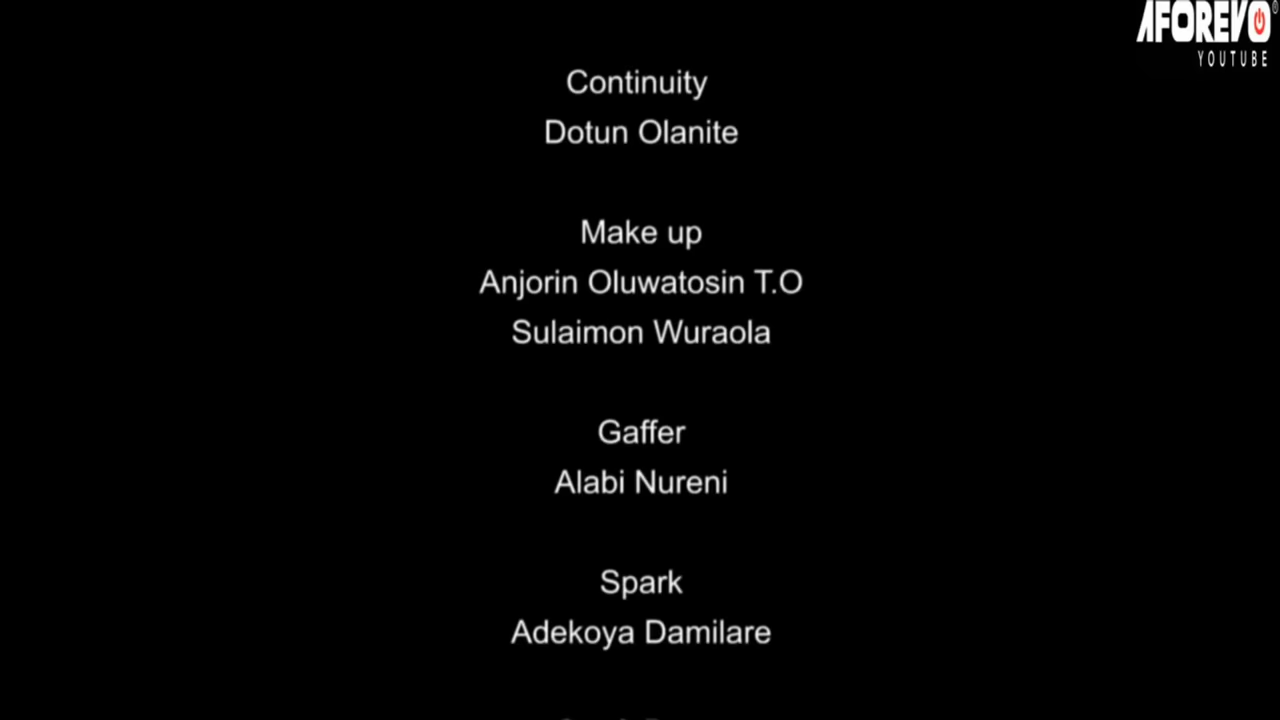 AFOREVO
YOUTUBE
Continuity
Dotun Olanite
Make up
Anjorin Oluwatosin T.O
Sulaimon Wuraola
Gaffer
Alabi Nureni
Spark
Adekoya Damilare